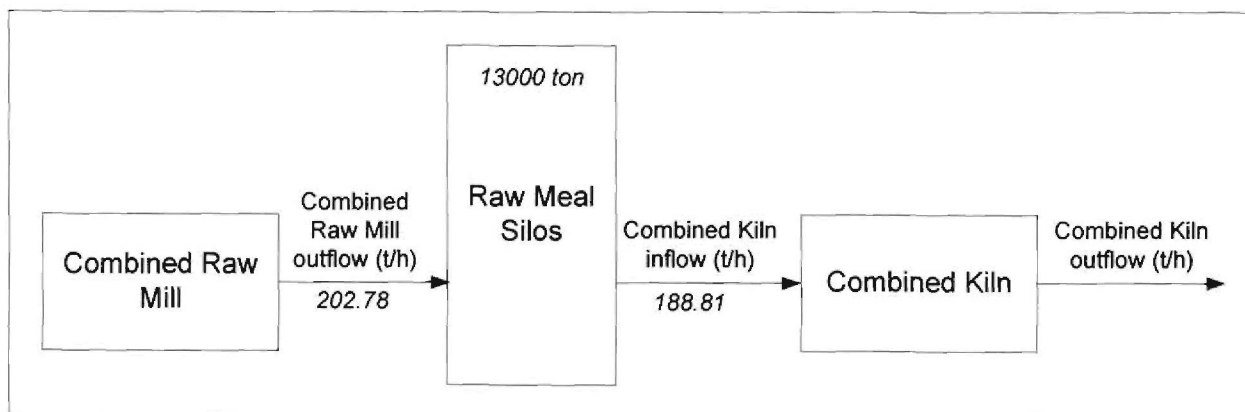 Combined Raw
Mill
Combined
Raw Mill
outflow (t/h)
202.78
13000 ton
Raw Meal
Silos
Combined Kiln
inflow (t/h)
188.81
Combined Kiln
Combined Kiln
outflow (t/h)